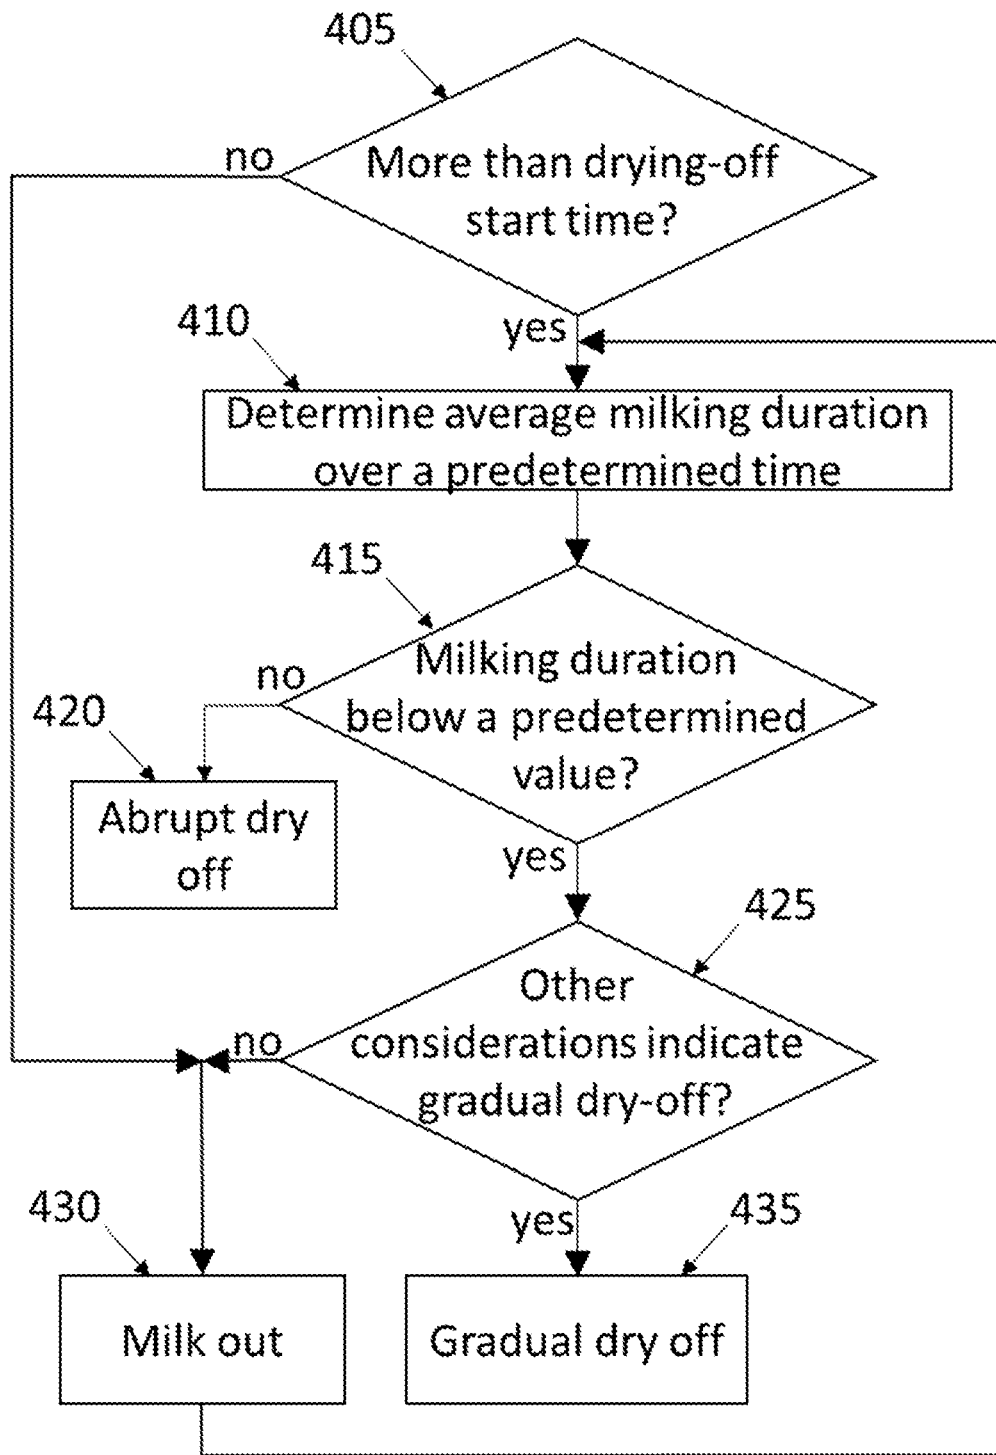 405
no
More than drying-off
start time?
410
yes
Determine average milking duration
over a predetermined time
415
no
Milking duration
below a predetermined
value?
420
Abrupt dry
off
yes
425
Other
considerations indicate
gradual dry-off?
no
430
yes
435
Milk out
Gradual dry off